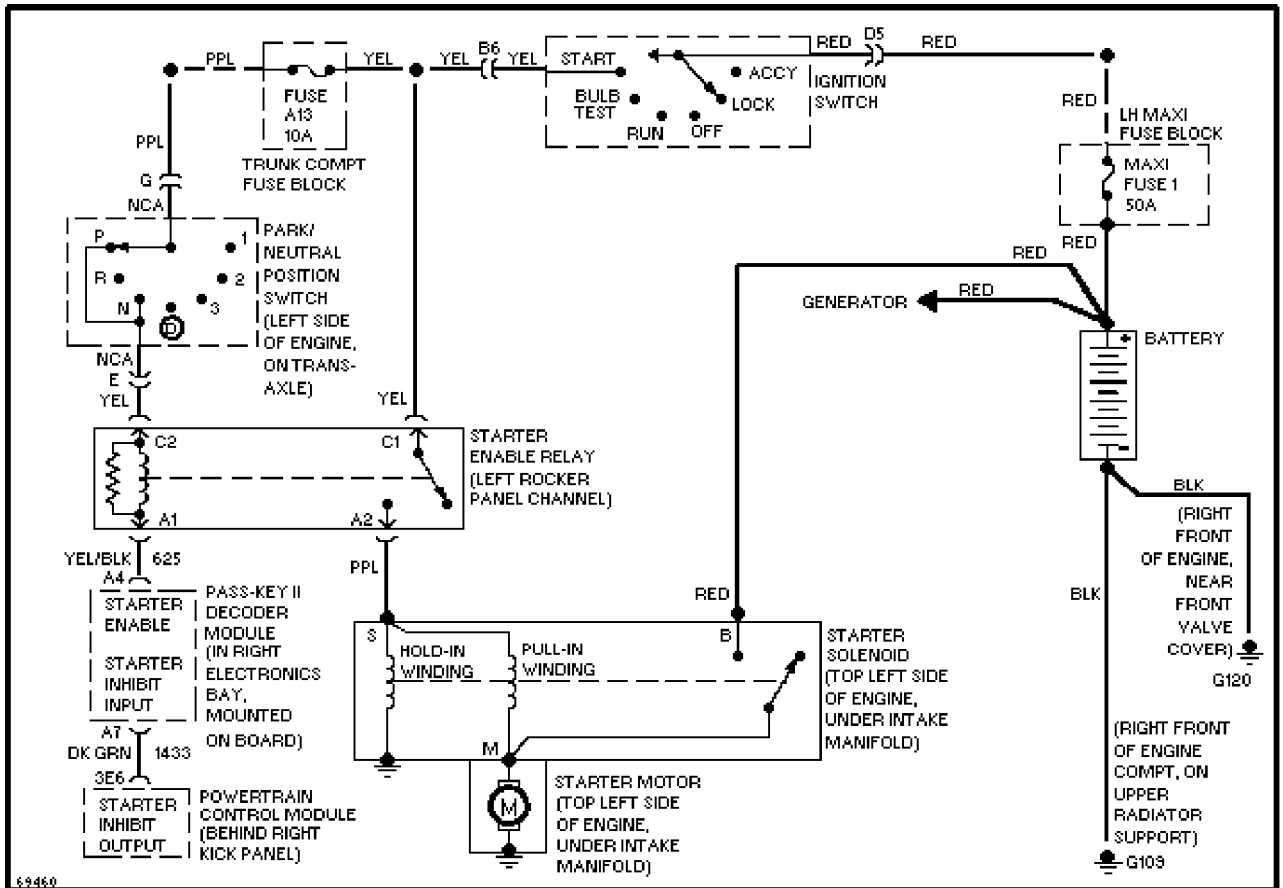 PPL
YEL
YEL
B6
YEL
START
RED
D5
RED
FUSE
A13
10A
TRUNK COMPT
FUSE BLOCK
BULB
TEST
RUN
OFF
LOCK
ACCY
IGNITION
SWITCH
RED
LH MAXI
FUSE BLOCK
MAXI
FUSE 1
50A
RED
PPL
G
NCA
P
R
N
D
1
2
3
PARK/
NEUTRAL
POSITION
SWITCH
(LEFT SIDE
OF ENGINE,
ON TRANS-
AXLE)
RED
GENERATOR
RED
BATTERY
+
-
NCA
E
YEL
YEL
C2
C1
STARTER
ENABLE RELAY
(LEFT ROCKER
PANEL CHANNEL)
A1
A2
BLK
(RIGHT
FRONT
OF ENGINE,
NEAR
FRONT
VALVE
COVER)
G120
YEL/BLK
625
A4
PPL
RED
BLK
STARTER
ENABLE
STARTER
INHIBIT
INPUT
PASS-KEY II
DECODER
MODULE
(IN RIGHT
ELECTRONICS
BAY,
MOUNTED
ON BOARD)
S
HOLD-IN
WINDING
PULL-IN
WINDING
B
STARTER
SOLENOID
(TOP LEFT SIDE
OF ENGINE,
UNDER INTAKE
MANIFOLD)
A7
DK GRN
1433
3E6
STARTER
INHIBIT
OUTPUT
POWERTRAIN
CONTROL MODULE
(BEHIND RIGHT
KICK PANEL)
M
M
STARTER MOTOR
(TOP LEFT SIDE
OF ENGINE,
UNDER INTAKE
MANIFOLD)
(RIGHT FRONT
OF ENGINE
COMPT, ON
UPPER
RADIATOR
SUPPORT)
G109
69460